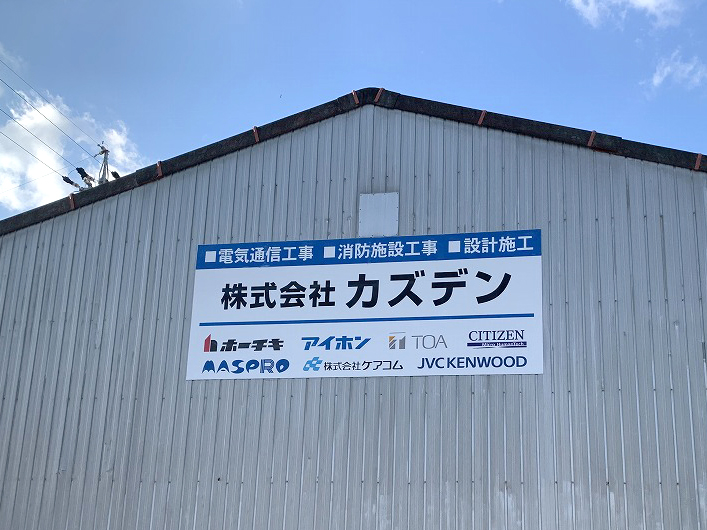 ■電気通信工事 ■消防施設工事 ■設計施工
株式会社 カズデン
ホーチキ アイホン TOA CITIZEN
MASPRO 株式会社ケアコム JVCKENWOOD